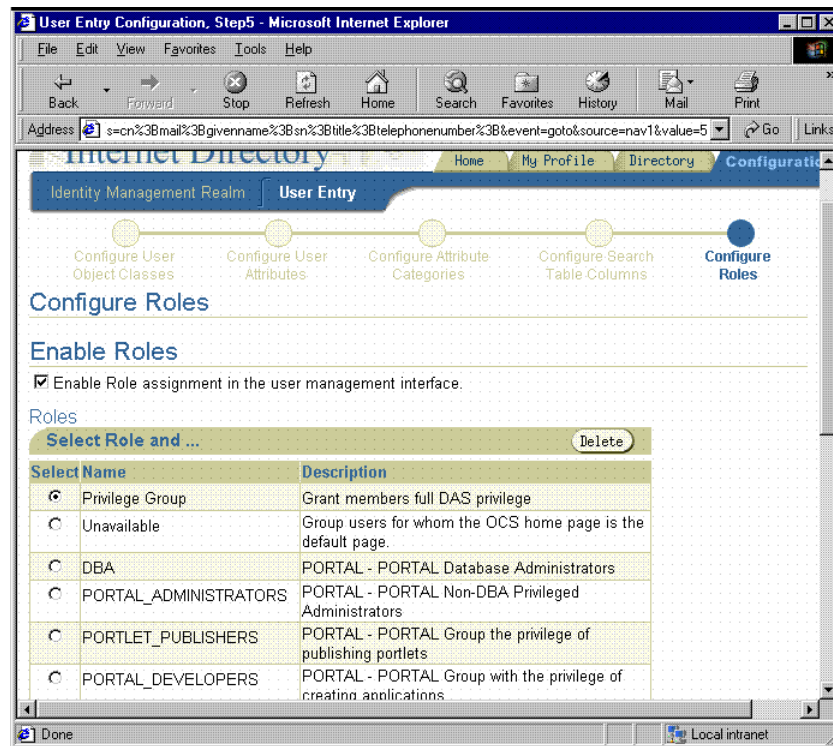 User Entry Configuration, Step5 - Microsoft Internet Explorer
File Edit View Favorites Tools Help
Back Forward Stop Refresh Home Search Favorites History Mail Print
Address s=cn%3Bmail%3Bgivenname%3Bsn%3Btitle%3Btelephonenumber%3B&event=goto&source=nav1&value=5 Go Links
Internet Directory Home My Profile Directory Configuratio
Identity Management Realm User Entry
Configure User Object Classes
Configure User Attributes
Configure Attribute Categories
Configure Search Table Columns
Configure Roles
Configure Roles
Enable Roles
Enable Role assignment in the user management interface.
Roles
Select Role and ... Delete
Select Name Description
Privilege Group Grant members full DAS privilege
Unavailable Group users for whom the OCS home page is the
default page.
DBA PORTAL - PORTAL Database Administrators
PORTAL_ADMINISTRATORS PORTAL - PORTAL Non-DBA Privileged
Administrators
PORTLET_PUBLISHERS PORTAL - PORTAL Group the privilege of
publishing portlets
PORTAL_DEVELOPERS PORTAL - PORTAL Group with the privilege of
creating applications
Done Local intranet